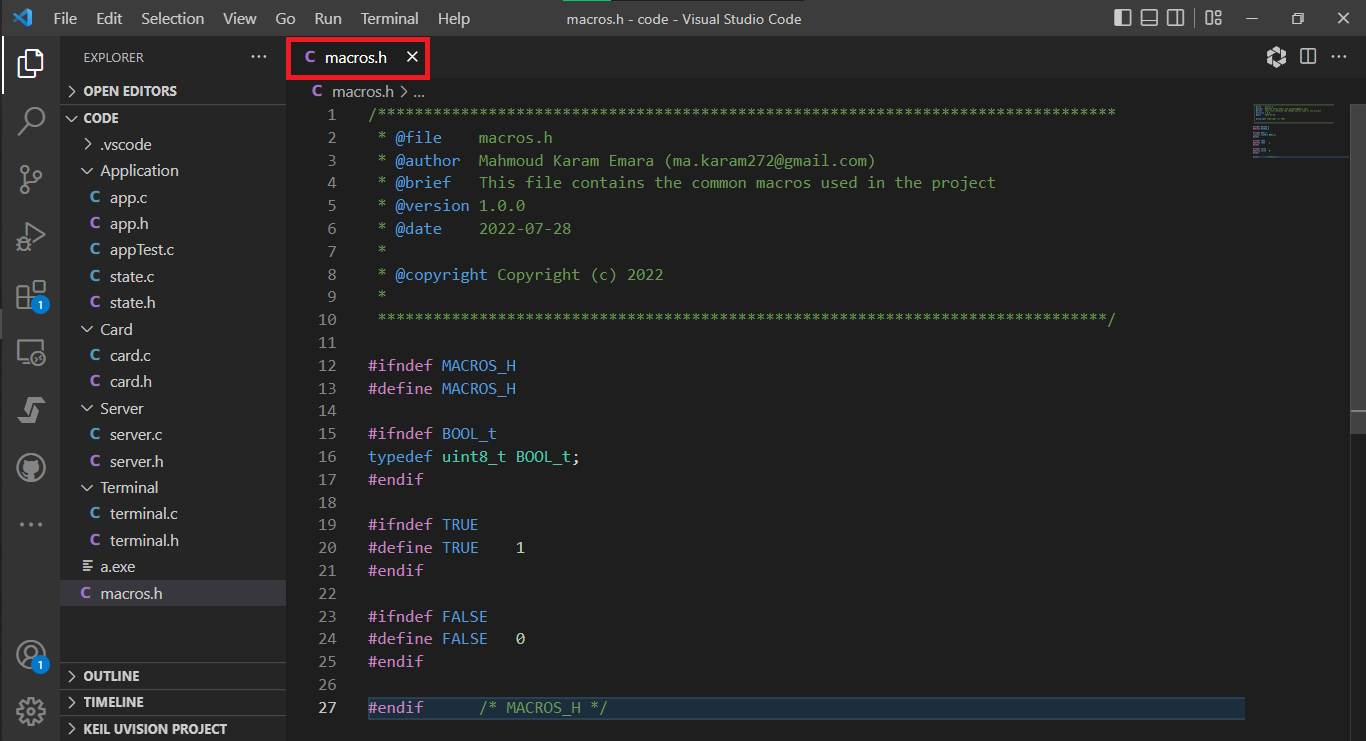 File Edit Selection View Go Run Terminal Help
macros.h - code - Visual Studio Code
EXPLORER
OPEN EDITORS
CODE
.vscode
Application
C app.c
C app.h
C appTest.c
C state.c
C state.h
Card
C card.c
C card.h
Server
C server.c
C server.h
Terminal
C terminal.c
C terminal.h
a.exe
C macros.h
OUTLINE
TIMELINE
KEIL UVISION PROJECT
1
1
C macros.h
C macros.h > ...
1 /********************************************************************************
2 * @file    macros.h
3 * @author  Mahmoud Karam Emara (ma.karam272@gmail.com)
4 * @brief   This file contains the common macros used in the project
5 * @version 1.0.0
6 * @date    2022-07-28
7 *
8 * @copyright Copyright (c) 2022
9 *
10 *******************************************************************************/
11
12 #ifndef MACROS_H
13 #define MACROS_H
14
15 #ifndef BOOL_t
16 typedef uint8_t BOOL_t;
17 #endif
18
19 #ifndef TRUE
20 #define TRUE    1
21 #endif
22
23 #ifndef FALSE
24 #define FALSE   0
25 #endif
26
27 #endif      /* MACROS_H */